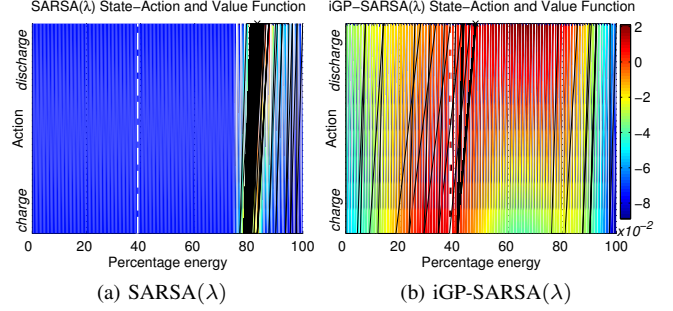 SARSA(λ) State−Action and Value Function
iGP−SARSA(λ) State−Action and Value Function
discharge
Action
charge
0 20 40 60 80 100
Percentage energy
discharge
Action
charge
0 20 40 60 80 100
Percentage energy
2
0
−2
−4
−6
−8
x10⁻²
(a) SARSA(λ)
(b) iGP-SARSA(λ)